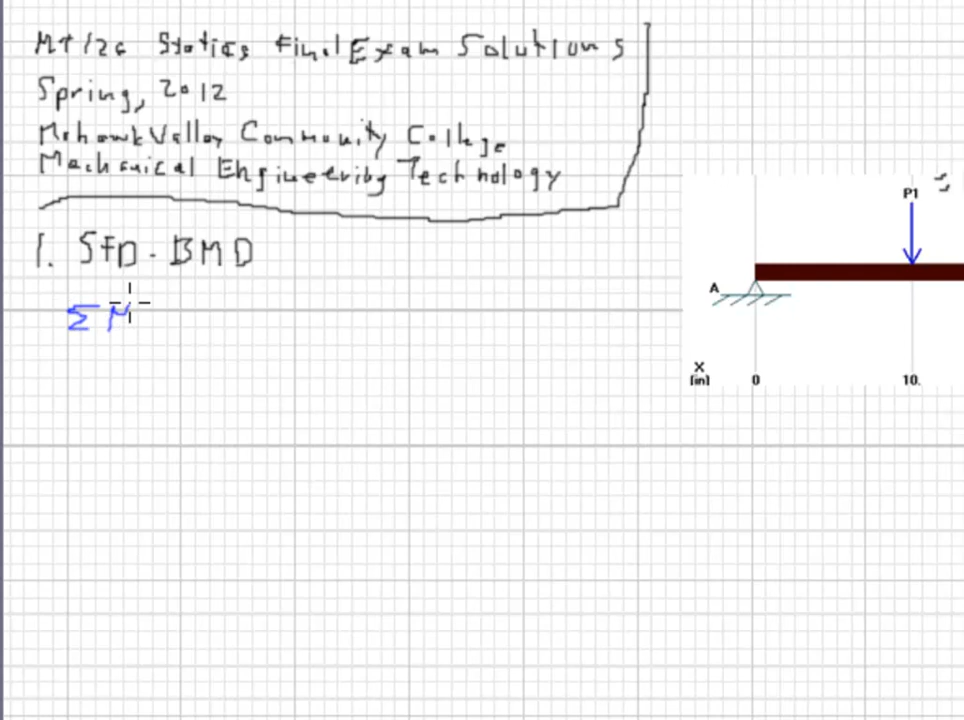 MT 126 Statics Final Exam Solutions
Spring, 2012
Mohawk Valley Community College
Mechanical Engineering Technology
1. SFD - BMD
Σ M
P1
A
X
[in]
0
10.